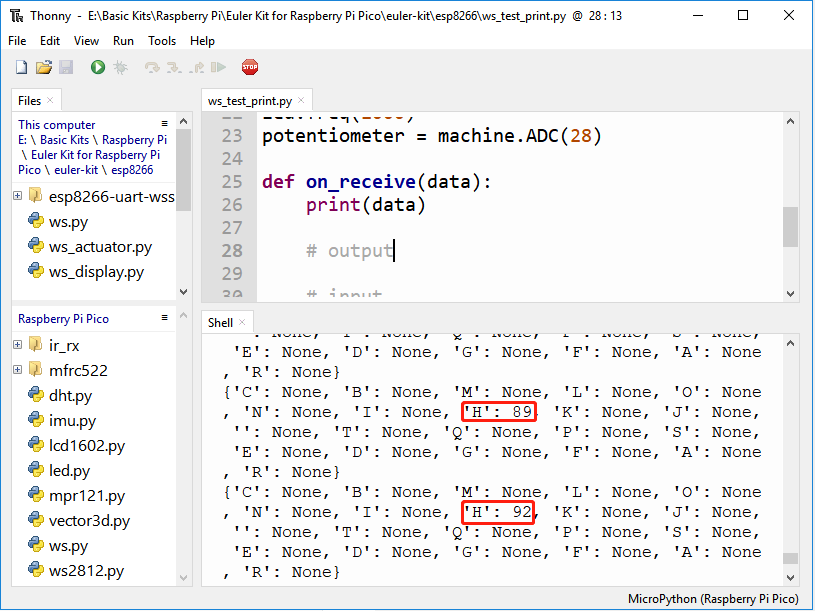 Thonny - E:\Basic Kits\Raspberry Pi\Euler Kit for Raspberry Pi Pico\euler-kit\esp8266\ws_test_print.py @ 28 : 13
File Edit View Run Tools Help
STOP
Files
This computer
E: \ Basic Kits \ Raspberry Pi
\ Euler Kit for Raspberry Pi
Pico \ euler-kit \ esp8266
esp8266-uart-wss
ws.py
ws_actuator.py
ws_display.py
Raspberry Pi Pico
ir_rx
mfrc522
dht.py
imu.py
lcd1602.py
led.py
mpr121.py
vector3d.py
ws.py
ws2812.py
ws_test_print.py
23 potentiometer = machine.ADC(28)
24
25 def on_receive(data):
26 print(data)
27
28 # output
29
30 # input
Shell
'': None, 'T': None, 'Q': None, 'P': None, 'S': None,
'E': None, 'D': None, 'G': None, 'F': None, 'A': None
, 'R': None}
{'C': None, 'B': None, 'M': None, 'L': None, 'O': None
, 'N': None, 'I': None, 'H': 89, 'K': None, 'J': None,
'': None, 'T': None, 'Q': None, 'P': None, 'S': None,
'E': None, 'D': None, 'G': None, 'F': None, 'A': None
, 'R': None}
{'C': None, 'B': None, 'M': None, 'L': None, 'O': None
, 'N': None, 'I': None, 'H': 92, 'K': None, 'J': None,
'': None, 'T': None, 'Q': None, 'P': None, 'S': None,
'E': None, 'D': None, 'G': None, 'F': None, 'A': None
, 'R': None}
MicroPython (Raspberry Pi Pico)